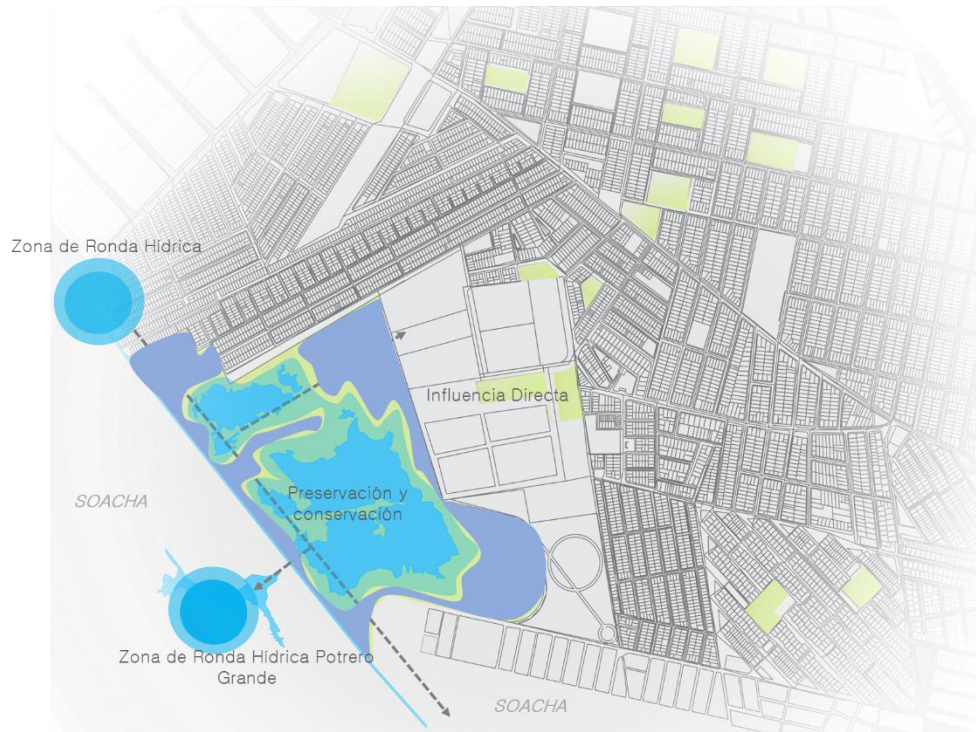 Zona de Ronda Hídrica
Influencia Directa
Preservación y
conservación
SOACHA
Zona de Ronda Hídrica Potrero
Grande
SOACHA